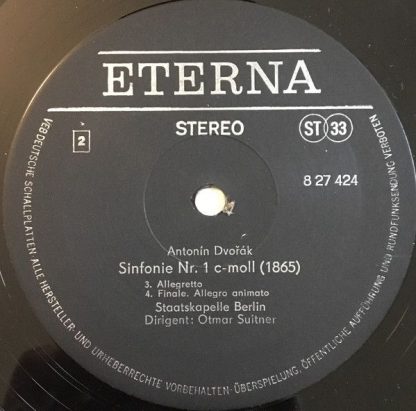 ETERNA
STEREO
ST 33
2
8 27 424
Antonín Dvořák
Sinfonie Nr. 1 c-moll (1865)
3. Allegretto
4. Finale. Allegro animato
Staatskapelle Berlin
Dirigent: Otmar Suitner
VEB DEUTSCHE SCHALLPLATTEN · ALLE HERSTELLER- UND URHEBERRECHTE VORBEHALTEN · ÜBERSPIELUNG, ÖFFENTLICHE AUFFÜHRUNG UND RUNDFUNKSENDUNG VERBOTEN